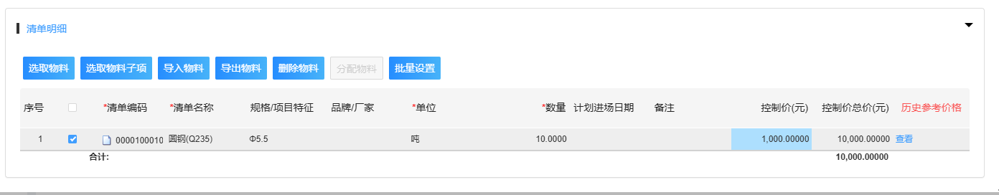 清单明细
选取物料 选取物料子项 导入物料 导出物料 删除物料 分配物料 批量设置
序号 *清单编码 *清单名称 规格/项目特征 品牌/厂家 *单位 *数量 计划进场日期 备注 控制价(元) 控制价总价(元) 历史参考价格
1 0000100010 圆钢(Q235) Φ5.5 吨 10.0000 1,000.00000 10,000.00000 查看
合计: 10,000.00000